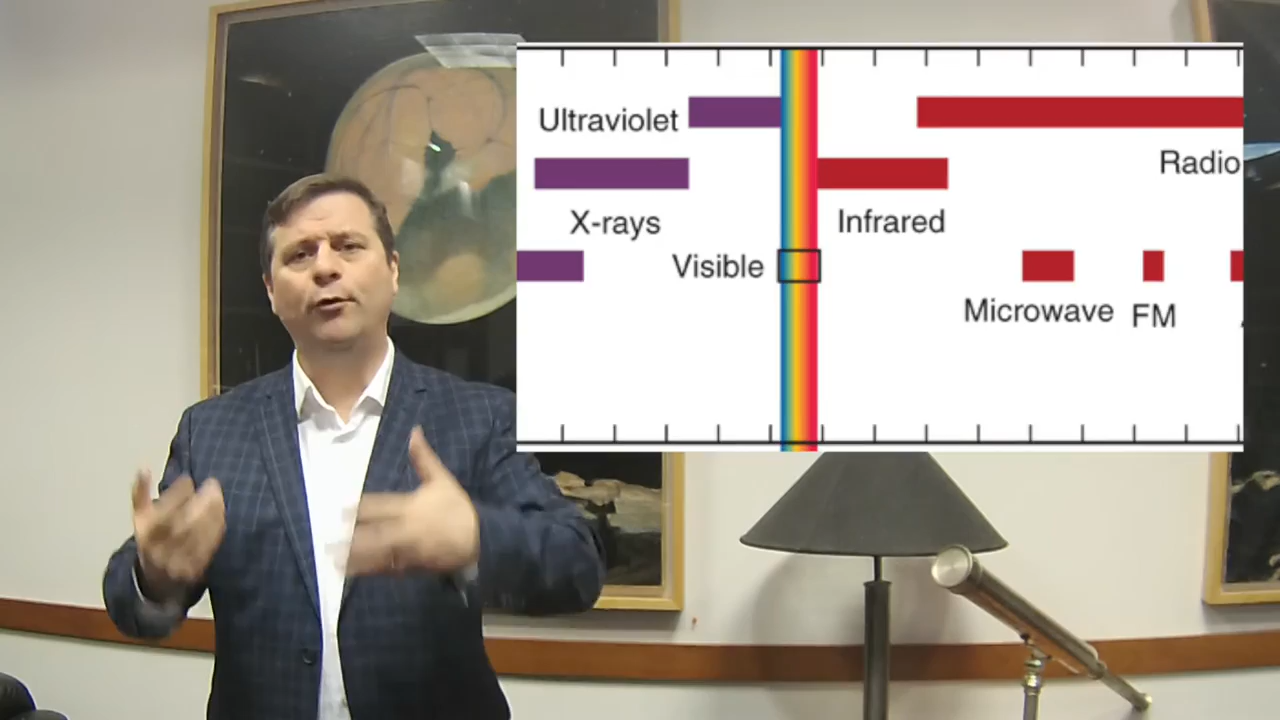 Ultraviolet
Radio
X-rays
Infrared
Visible
Microwave
FM